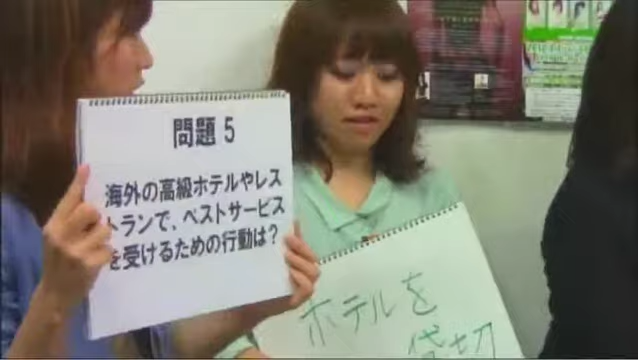 問題 5
海外の高級ホテルやレス
トランで、ベストサービス
を受けるための行動は?
ホテルを
貸切